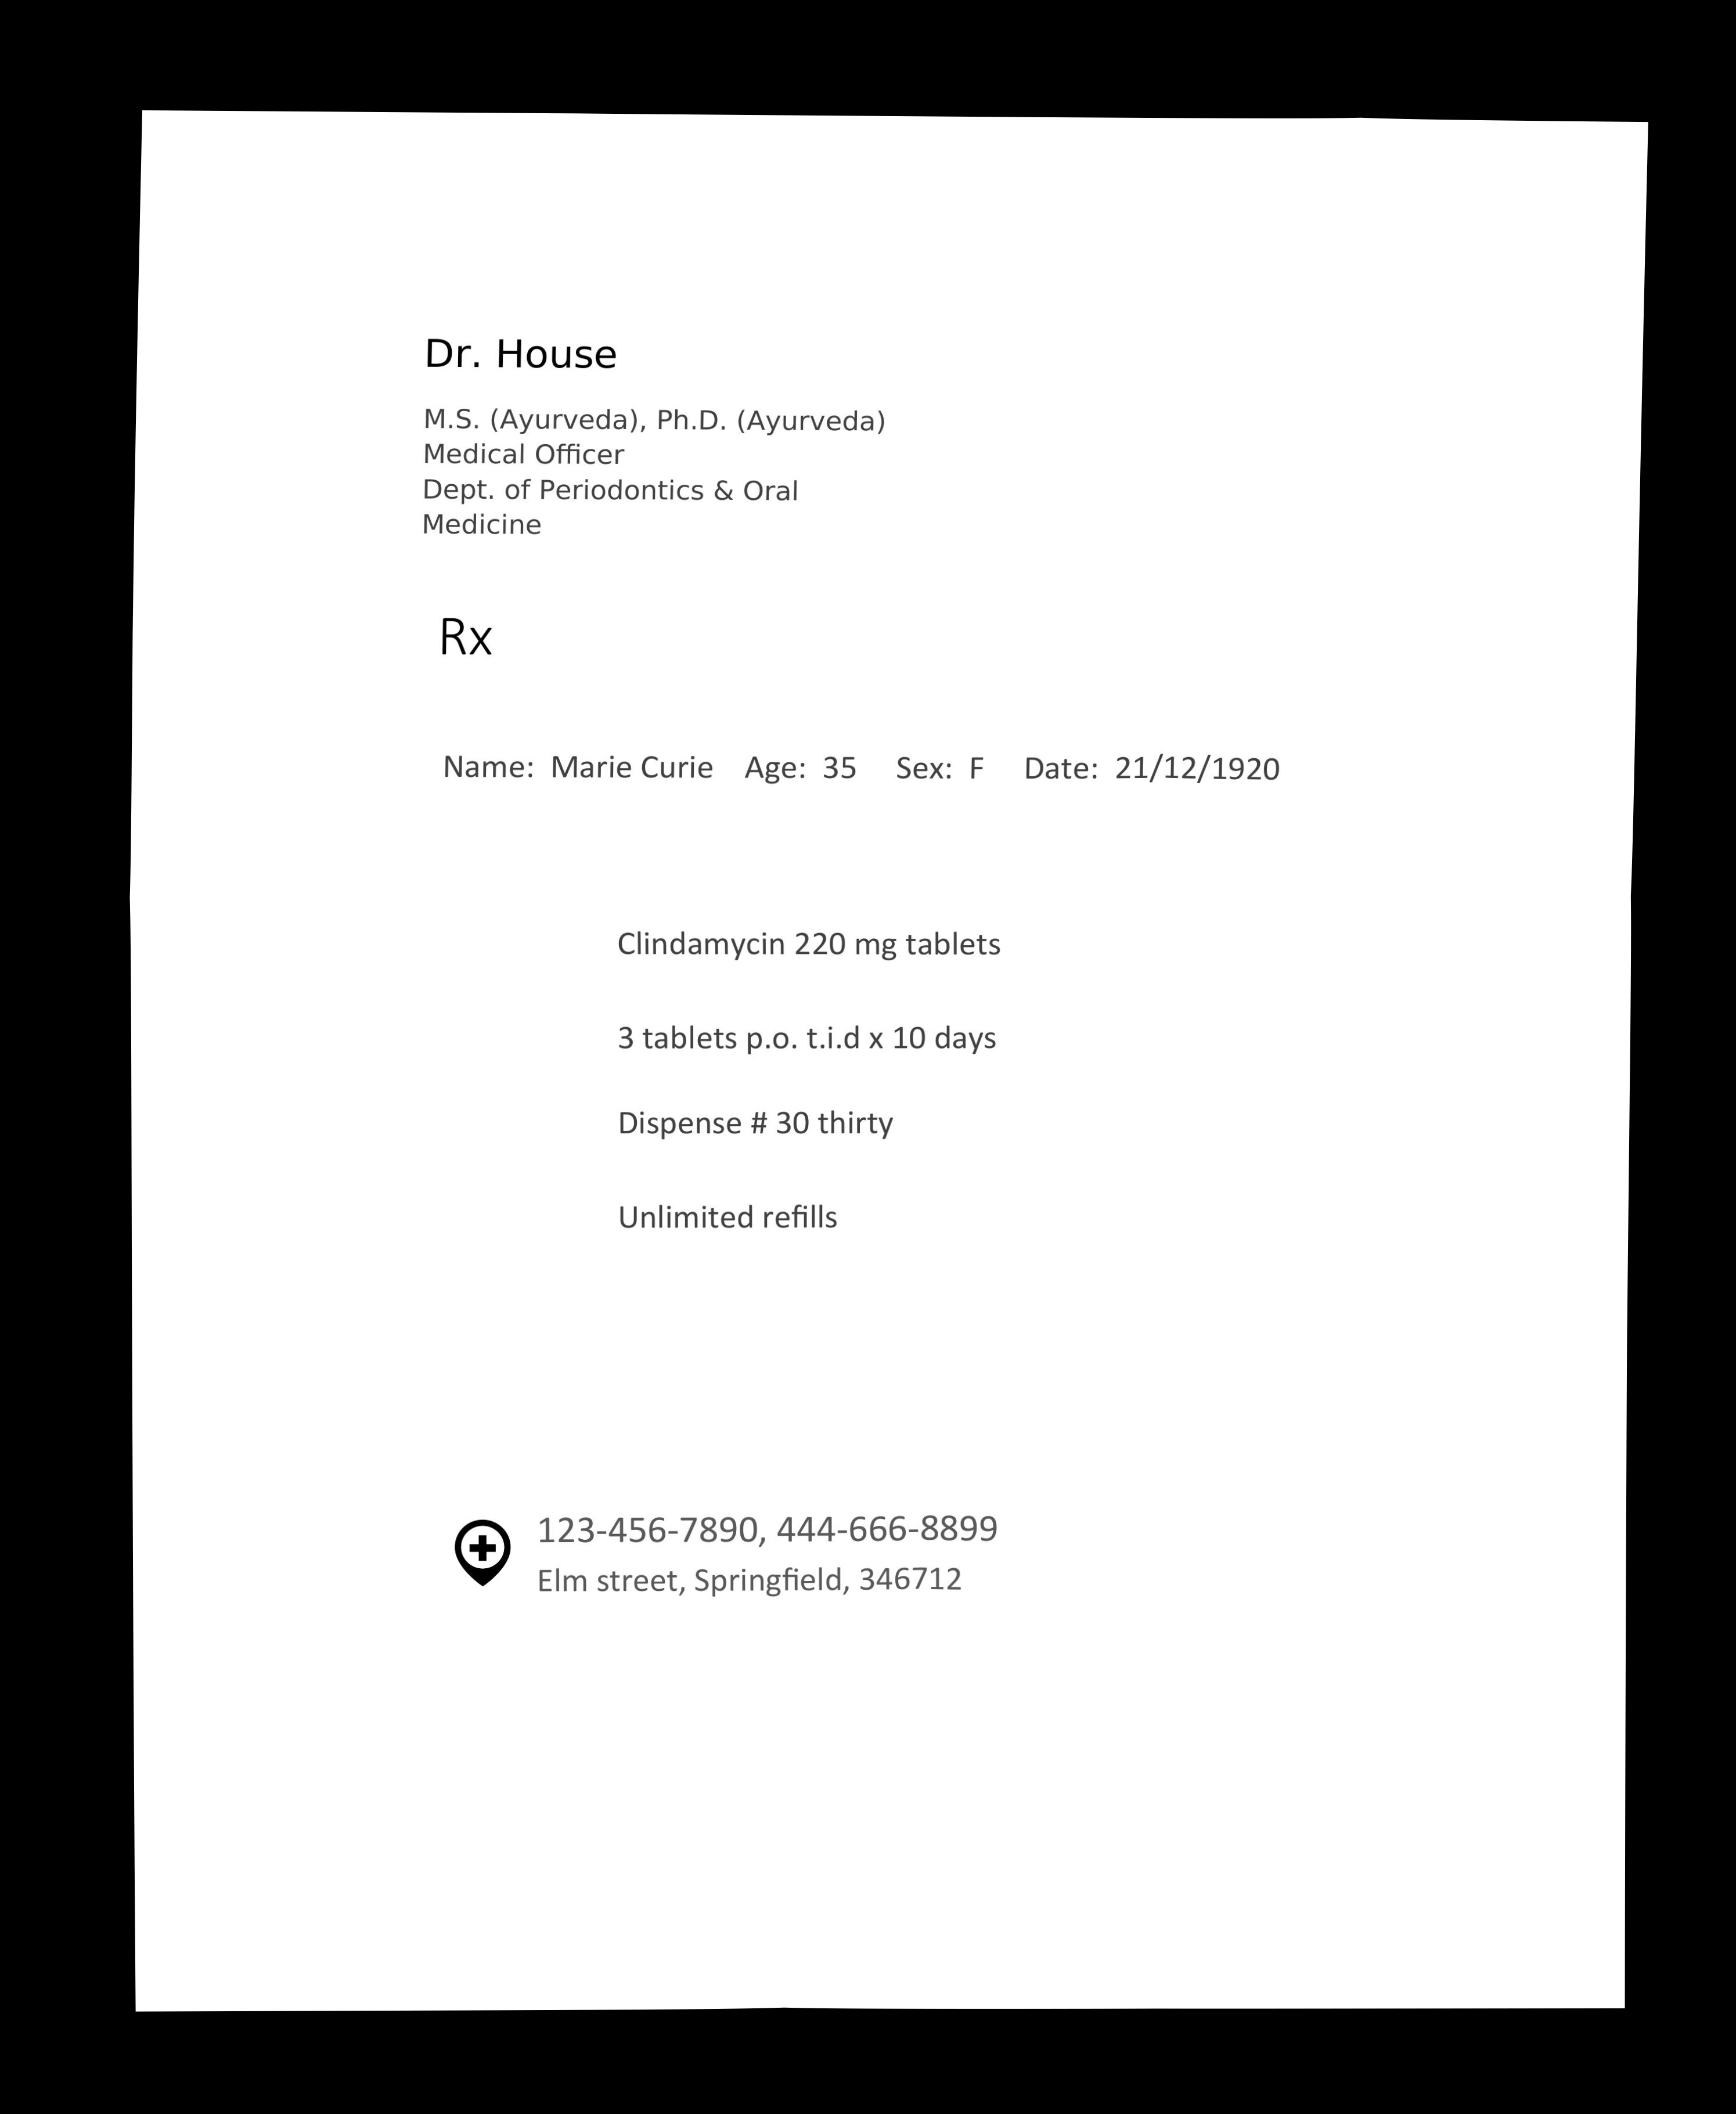 Dr. House
M.S. (Ayurveda), Ph.D. (Ayurveda)
Medical Officer
Dept. of Periodontics & Oral
Medicine
Rx
Name: Marie Curie Age: 35 Sex: F Date: 21/12/1920
Clindamycin 220 mg tablets
3 tablets p.o. t.i.d x 10 days
Dispense # 30 thirty
Unlimited refills
123-456-7890, 444-666-8899
Elm street, Springfield, 346712